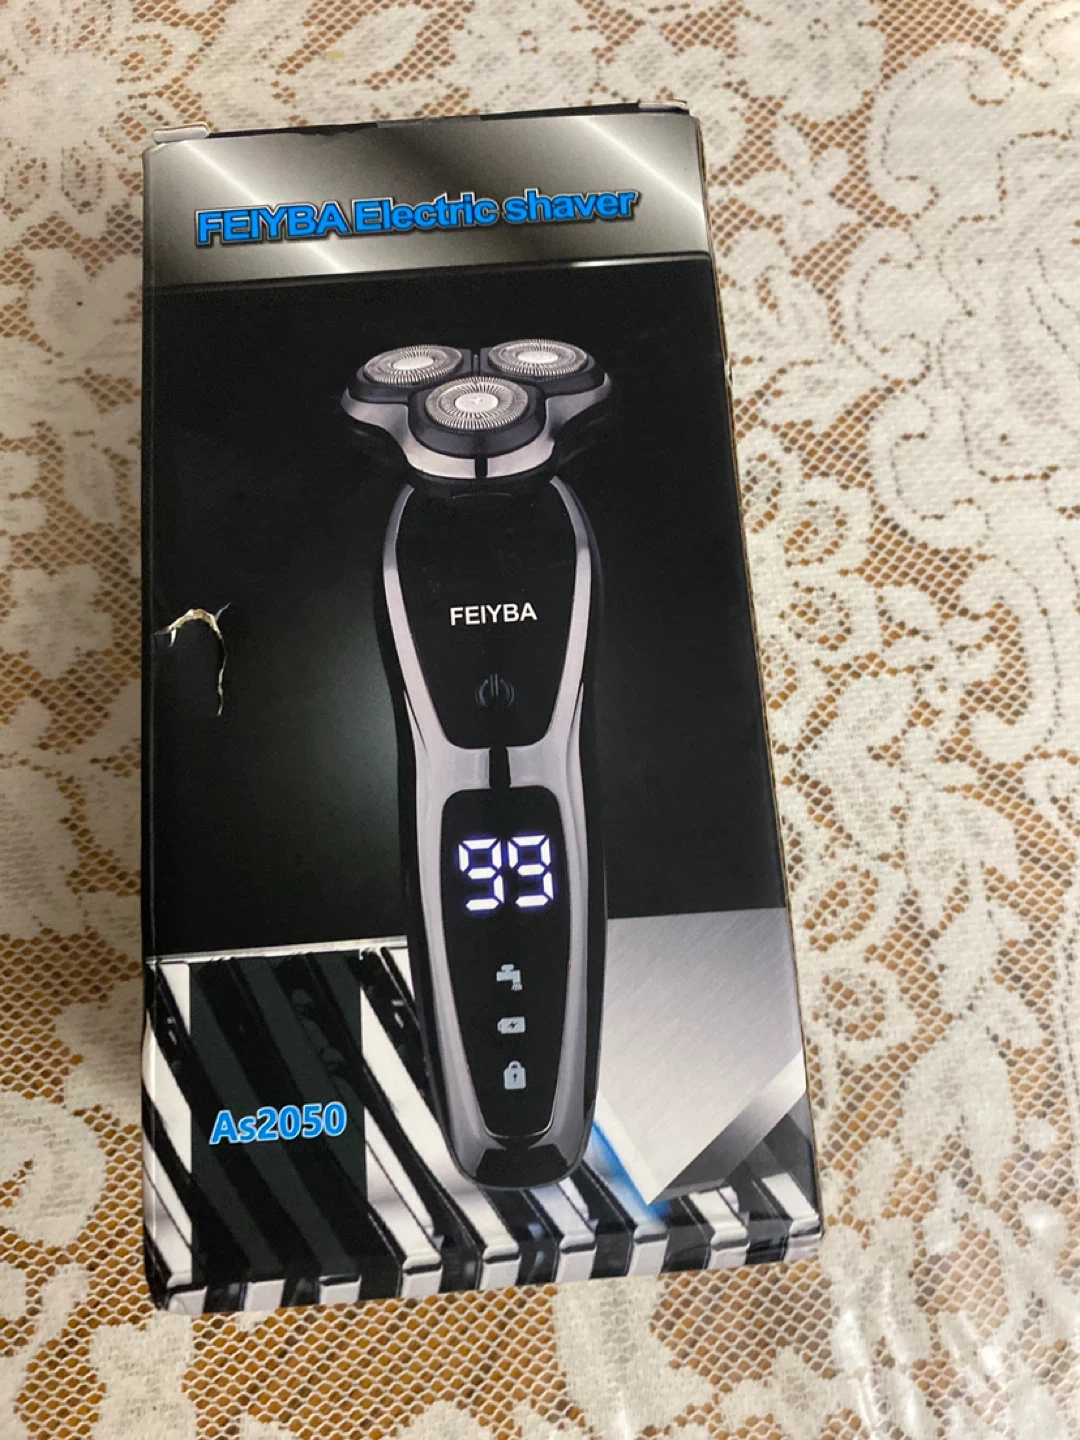 FEIYBA Electric shaver
FEIYBA
99
As2050